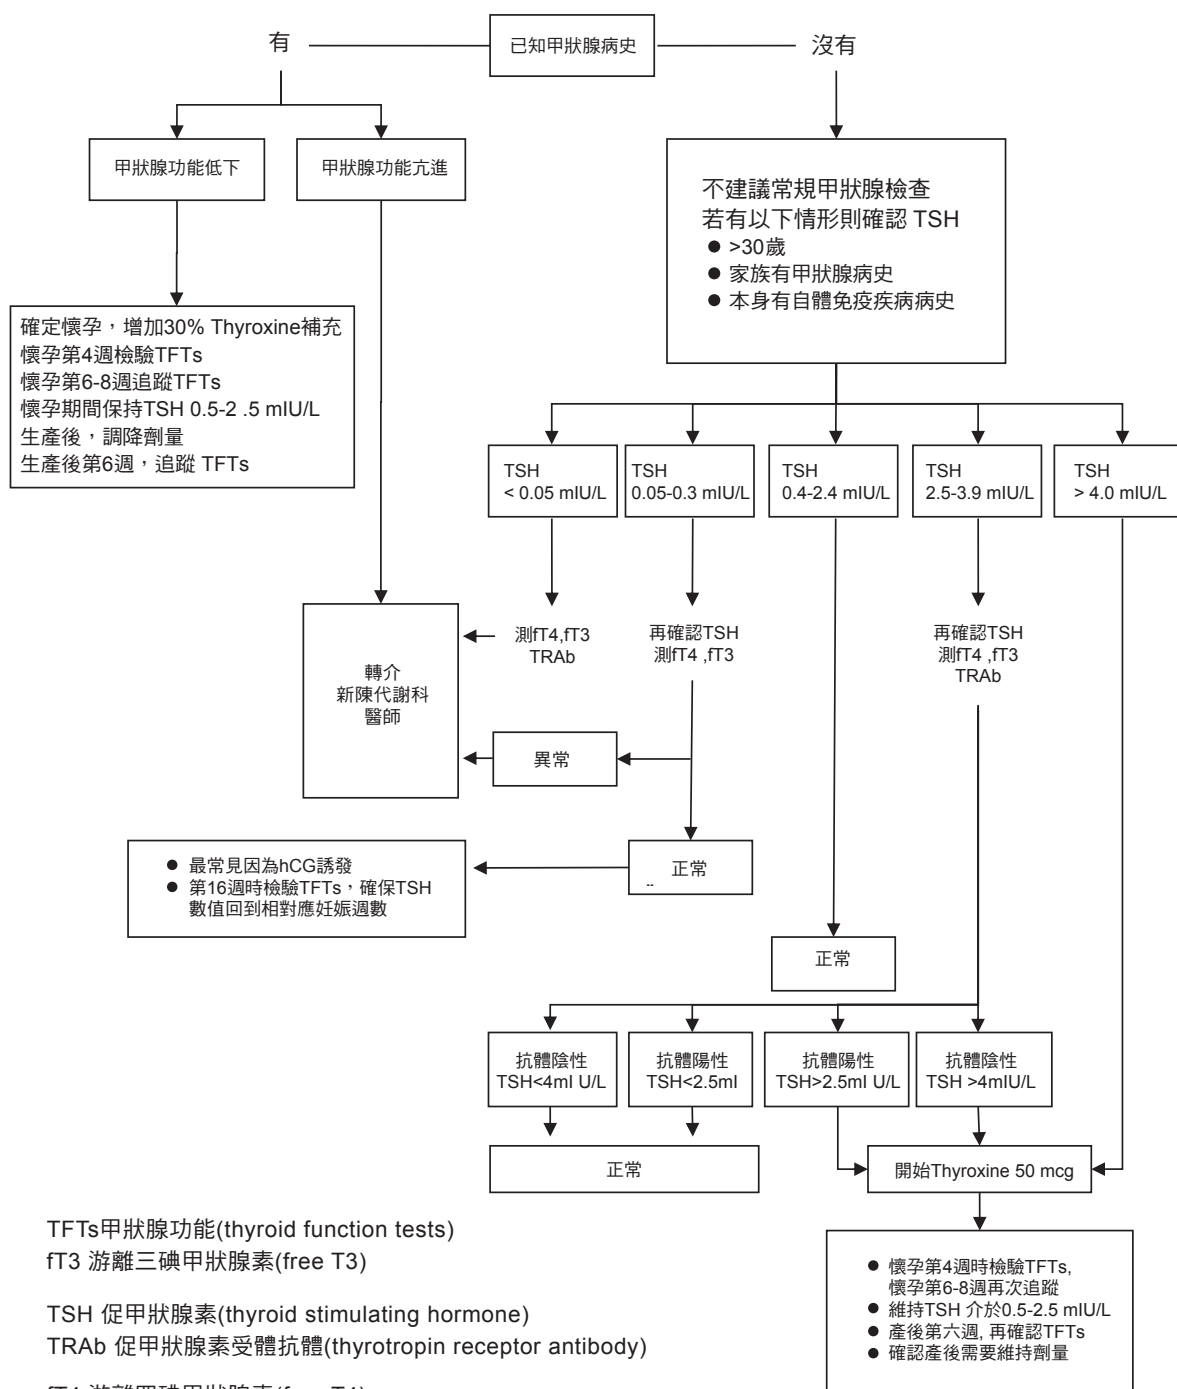 有
已知甲狀腺病史
沒有
甲狀腺功能低下
甲狀腺功能亢進
不建議常規甲狀腺檢查
若有以下情形則確認 TSH
● >30歲
● 家族有甲狀腺病史
● 本身有自體免疫疾病病史
確定懷孕，增加30% Thyroxine補充
懷孕第4週檢驗TFTs
懷孕第6-8週追蹤TFTs
懷孕期間保持TSH 0.5-2 .5 mIU/L
生產後，調降劑量
生產後第6週，追蹤 TFTs
TSH
< 0.05 mIU/L
TSH
0.05-0.3 mIU/L
TSH
0.4-2.4 mIU/L
TSH
2.5-3.9 mIU/L
TSH
> 4.0 mIU/L
轉介
新陳代謝科
醫師
測fT4,fT3
TRAb
再確認TSH
測fT4 ,fT3
再確認TSH
測fT4 ,fT3
TRAb
異常
正常
● 最常見因為hCG誘發
● 第16週時檢驗TFTs，確保TSH
數值回到相對應妊娠週數
正常
抗體陰性
TSH<4ml U/L
抗體陽性
TSH<2.5ml
抗體陽性
TSH>2.5ml U/L
抗體陰性
TSH >4mIU/L
正常
開始Thyroxine 50 mcg
● 懷孕第4週時檢驗TFTs,
懷孕第6-8週再次追蹤
● 維持TSH 介於0.5-2.5 mIU/L
● 產後第六週, 再確認TFTs
● 確認產後需要維持劑量
TFTs甲狀腺功能(thyroid function tests)
fT3 游離三碘甲狀腺素(free T3)
TSH 促甲狀腺素(thyroid stimulating hormone)
TRAb 促甲狀腺素受體抗體(thyrotropin receptor antibody)
fT4 游離四碘甲狀腺素(free T4)